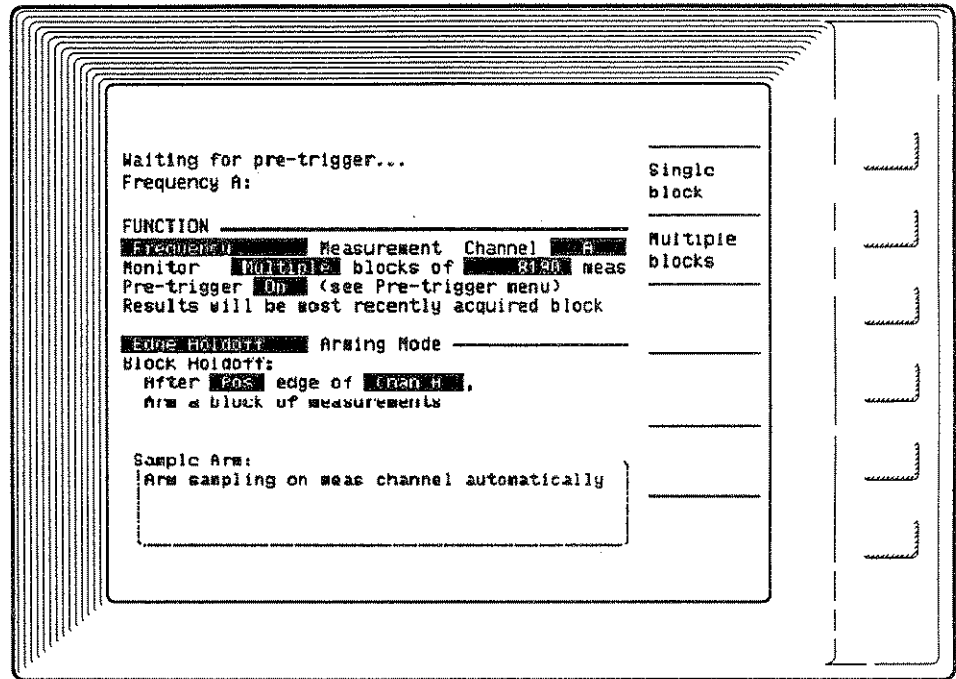 Waiting for pre-trigger...
Frequency A:
FUNCTION
Frequency Measurement Channel A
Monitor Multiple blocks of 8190 meas
Pre-trigger On (see Pre-trigger menu)
Results will be most recently acquired block
Edge Holdoff Arming Mode
Block Holdoff:
After Pos edge of Chan A,
Arm a block of measurements
Sample Arm:
Arm sampling on meas channel automatically
Single
block
Multiple
blocks